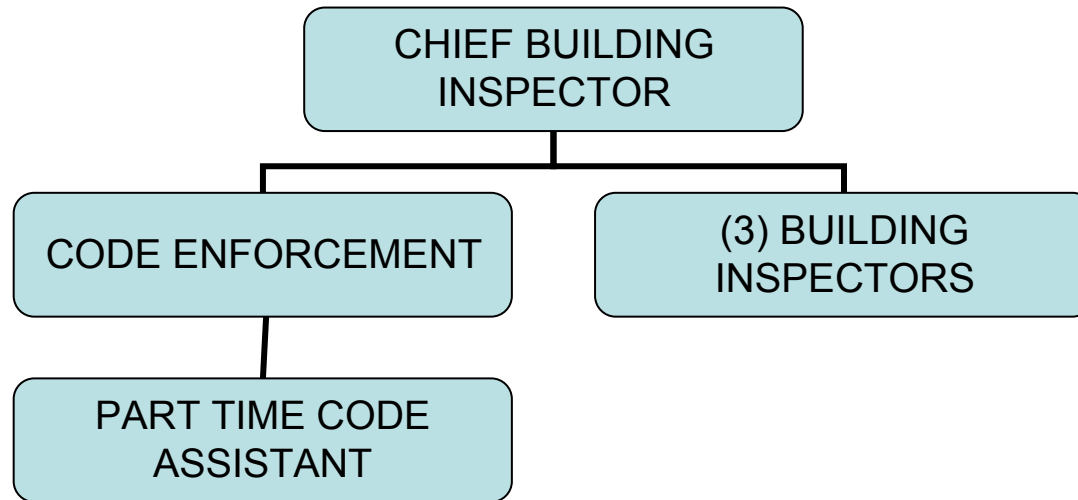 CHIEF BUILDING
INSPECTOR
CODE ENFORCEMENT
(3) BUILDING
INSPECTORS
PART TIME CODE
ASSISTANT